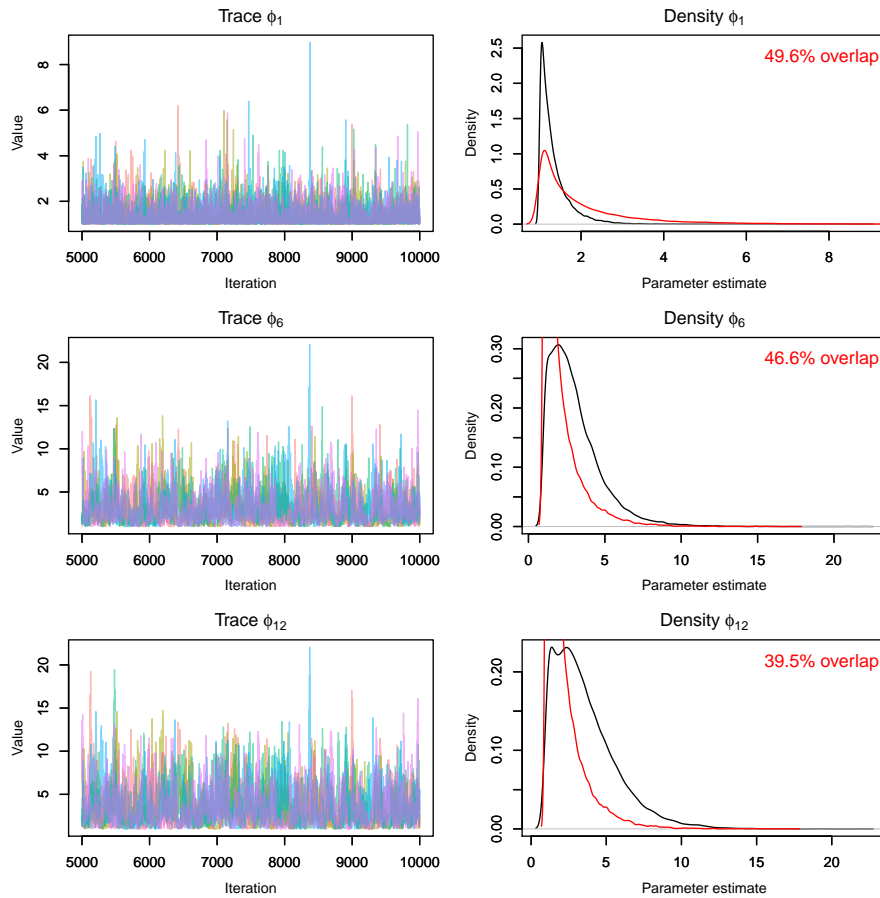 Trace ϕ1
Value
2
4
6
8
5000 6000 7000 8000 9000 10000
Iteration
Density ϕ1
49.6% overlap
Density
0.0 0.5 1.0 1.5 2.0 2.5
2 4 6 8
Parameter estimate
Trace ϕ6
Value
5 10 15 20
5000 6000 7000 8000 9000 10000
Iteration
Density ϕ6
46.6% overlap
Density
0.00 0.10 0.20 0.30
0 5 10 15 20
Parameter estimate
Trace ϕ12
Value
5 10 15 20
5000 6000 7000 8000 9000 10000
Iteration
Density ϕ12
39.5% overlap
Density
0.00 0.10 0.20
0 5 10 15 20
Parameter estimate